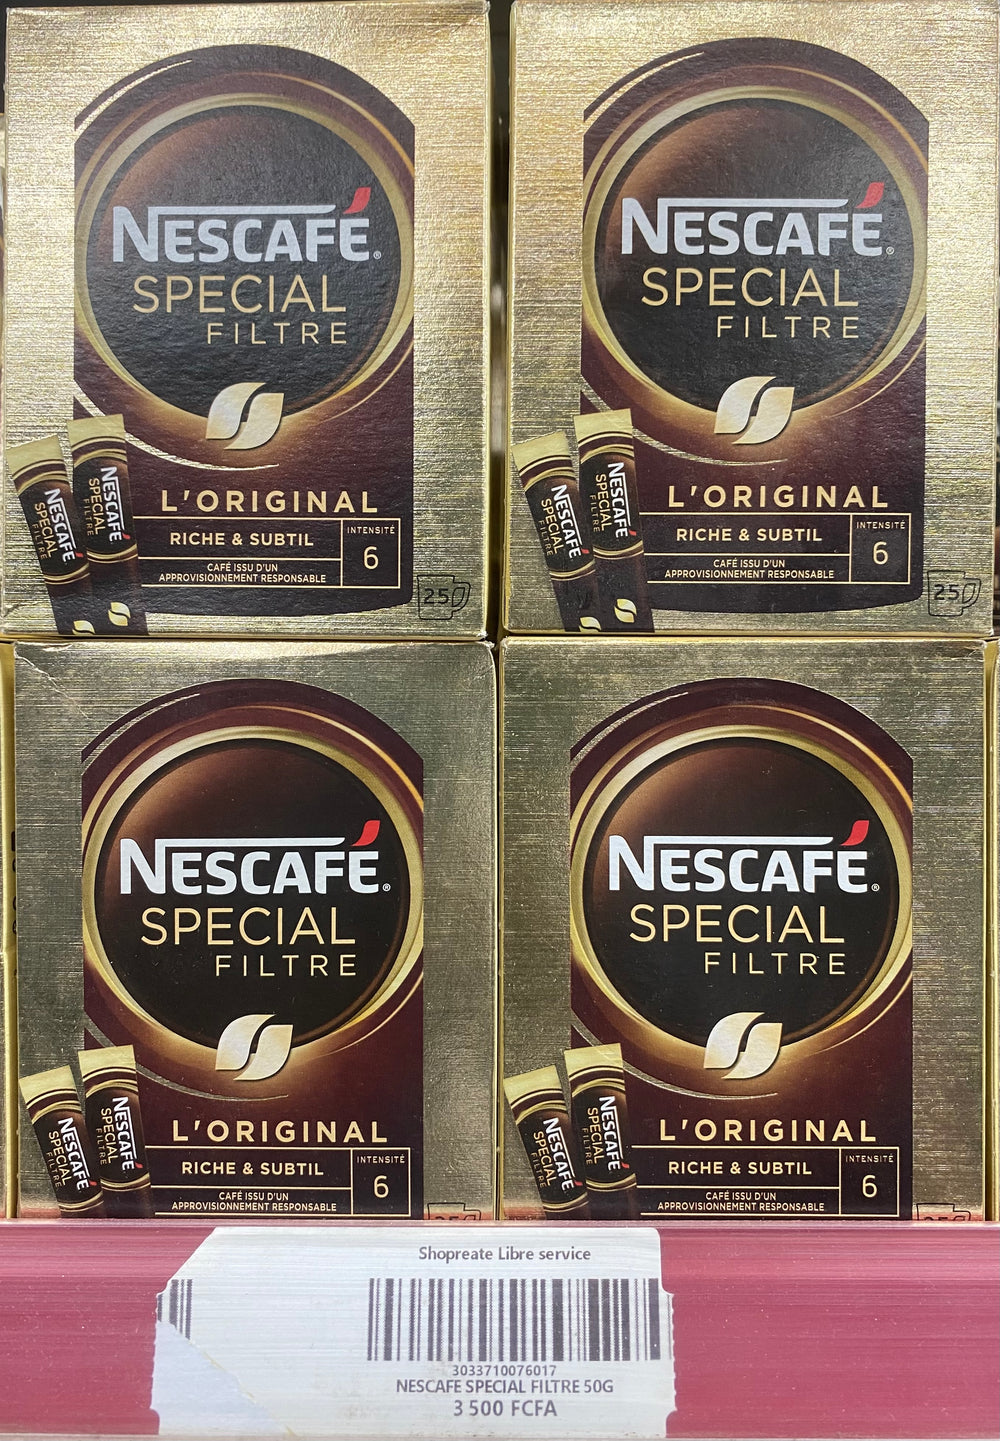 NESCAFÉ®
SPECIAL
FILTRE
L'ORIGINAL
RICHE & SUBTIL
INTENSITÉ
6
CAFÉ ISSU D'UN
APPROVISIONNEMENT RESPONSABLE
25
NESCAFÉ
SPECIAL
FILTRE
NESCAFÉ
SPECIAL
FILTRE
NESCAFÉ®
SPECIAL
FILTRE
L'ORIGINAL
RICHE & SUBTIL
INTENSITÉ
6
CAFÉ ISSU D'UN
APPROVISIONNEMENT RESPONSABLE
25
NESCAFÉ
SPECIAL
FILTRE
NESCAFÉ
SPECIAL
FILTRE
NESCAFÉ®
SPECIAL
FILTRE
L'ORIGINAL
RICHE & SUBTIL
INTENSITÉ
6
CAFÉ ISSU D'UN
APPROVISIONNEMENT RESPONSABLE
NESCAFÉ
SPECIAL
FILTRE
NESCAFÉ
SPECIAL
FILTRE
NESCAFÉ®
SPECIAL
FILTRE
L'ORIGINAL
RICHE & SUBTIL
INTENSITÉ
6
CAFÉ ISSU D'UN
APPROVISIONNEMENT RESPONSABLE
NESCAFÉ
SPECIAL
FILTRE
NESCAFÉ
SPECIAL
FILTRE
Shopreate Libre service
3033710076017
NESCAFE SPECIAL FILTRE 50G
3 500 FCFA